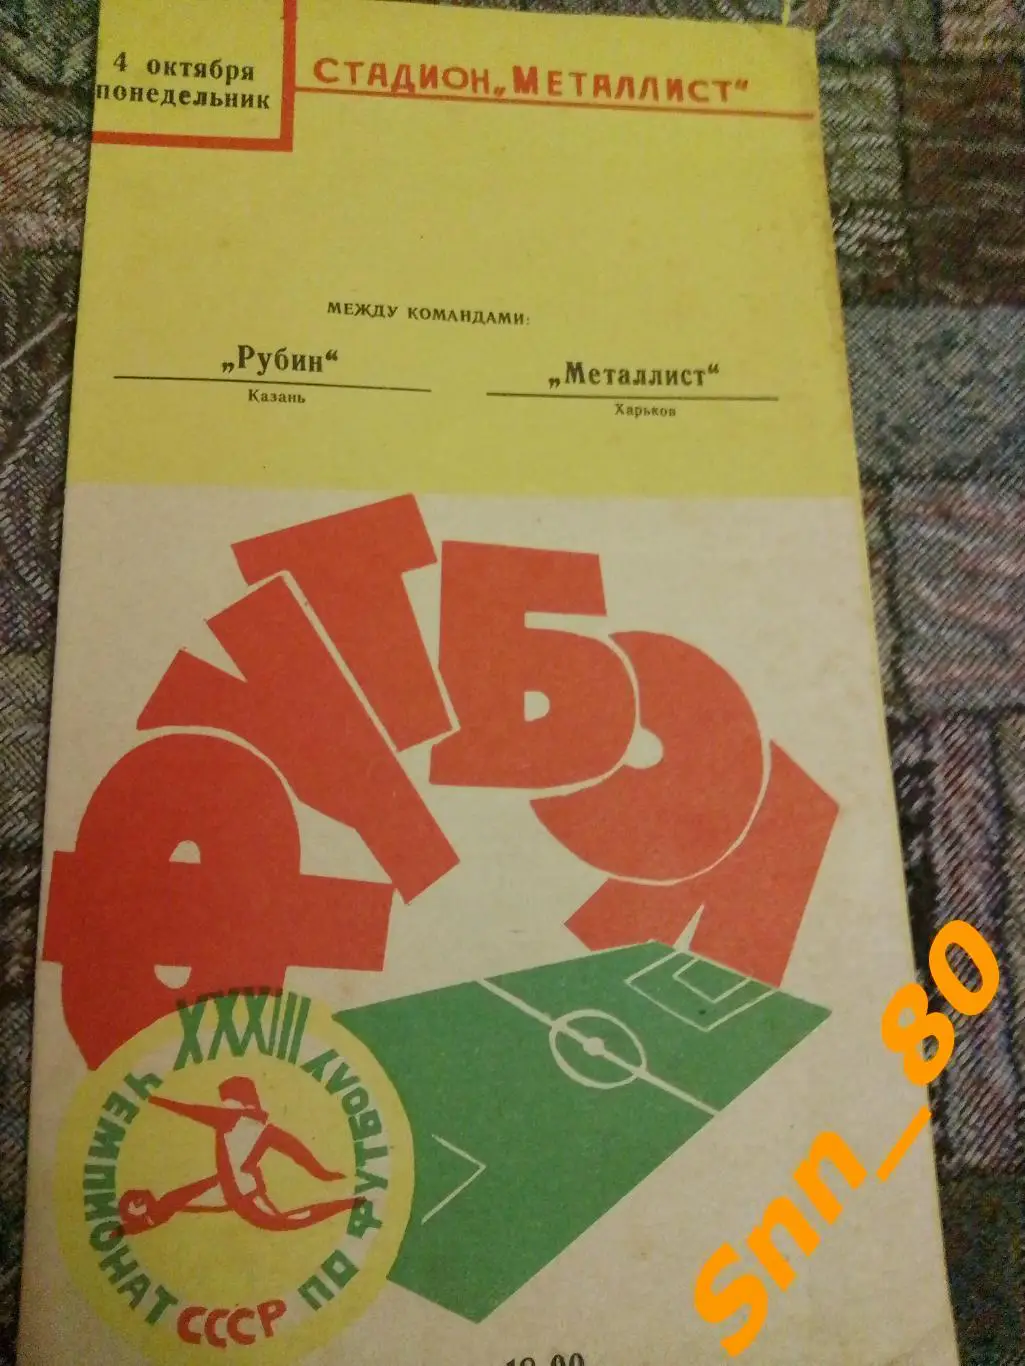 4 октября
понедельник
СТАДИОН „МЕТАЛЛИСТ“
МЕЖДУ КОМАНДАМИ:
„Рубин“
Казань
„Металлист“
Харьков
ФУТБОЛ
XXXIII
ЧЕМПИОНАТ СССР ПО ФУТБОЛУ
Snn_80